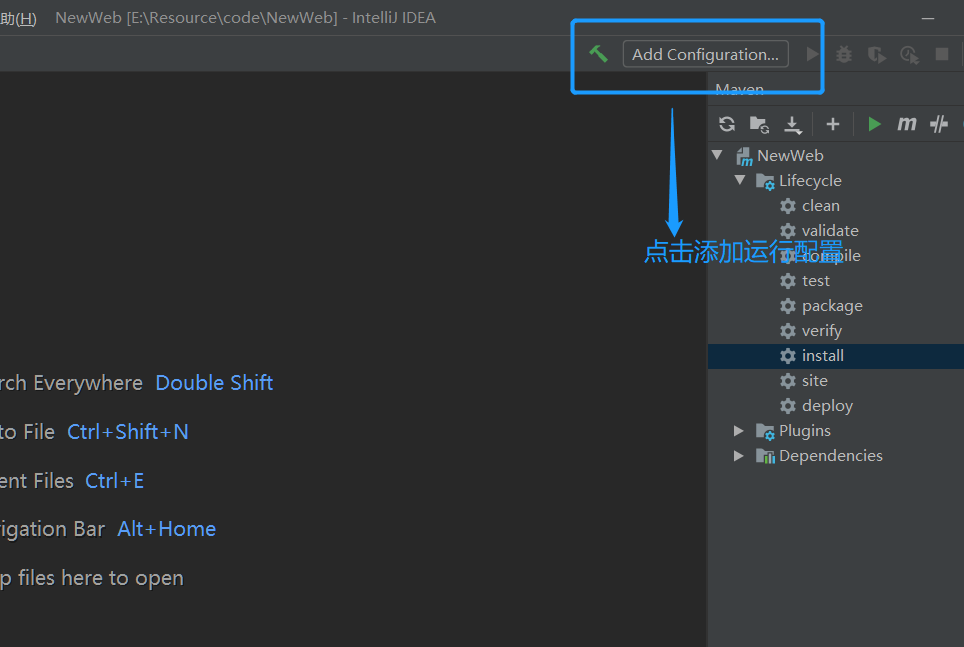 助(H) NewWeb [E:\Resource\code\NewWeb] - IntelliJ IDEA
Add Configuration...
Maven
m
NewWeb
Lifecycle
clean
validate
点击添加运行配置
compile
test
package
verify
install
site
deploy
Plugins
Dependencies
rch Everywhere Double Shift
to File Ctrl+Shift+N
ent Files Ctrl+E
vigation Bar Alt+Home
p files here to open